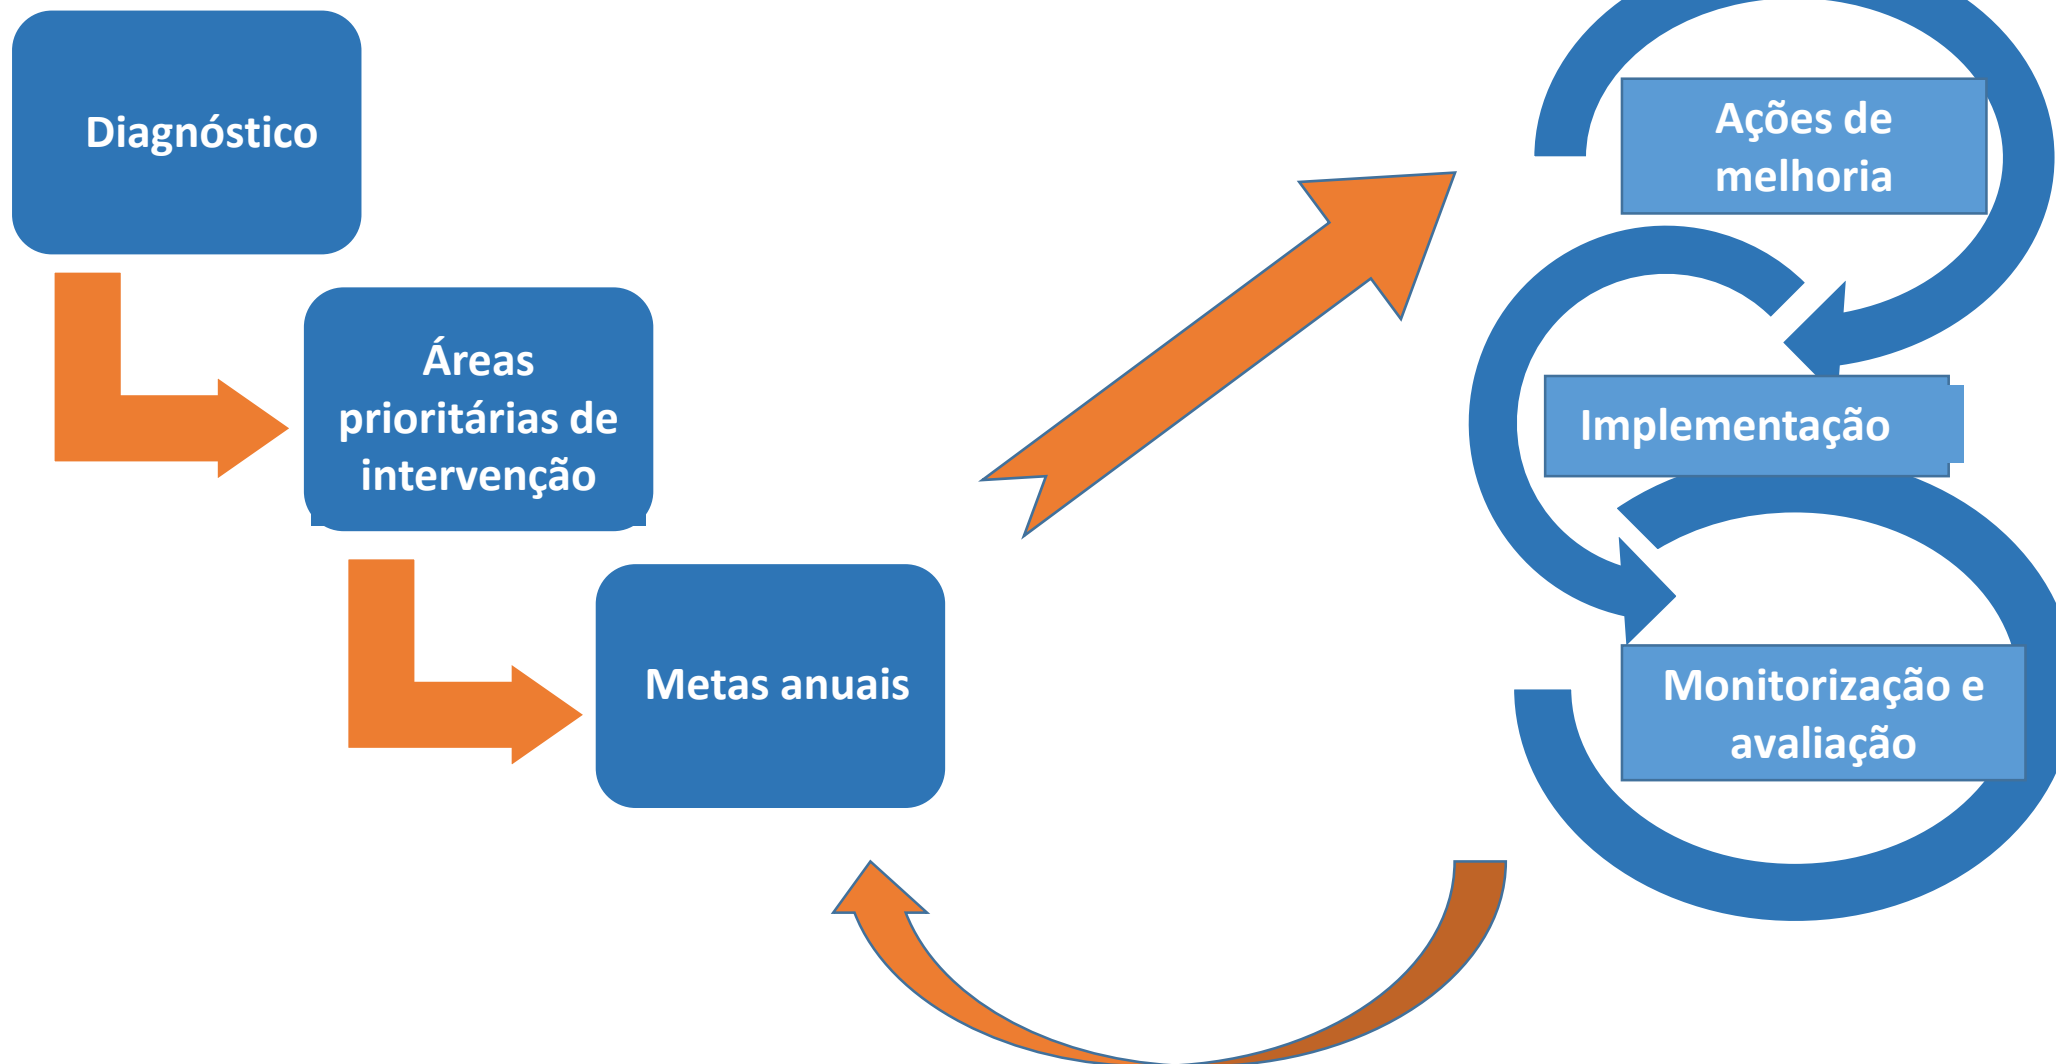 Diagnóstico
Áreas
prioritárias de
intervenção
Metas anuais
Ações de
melhoria
Implementação
Monitorização e
avaliação